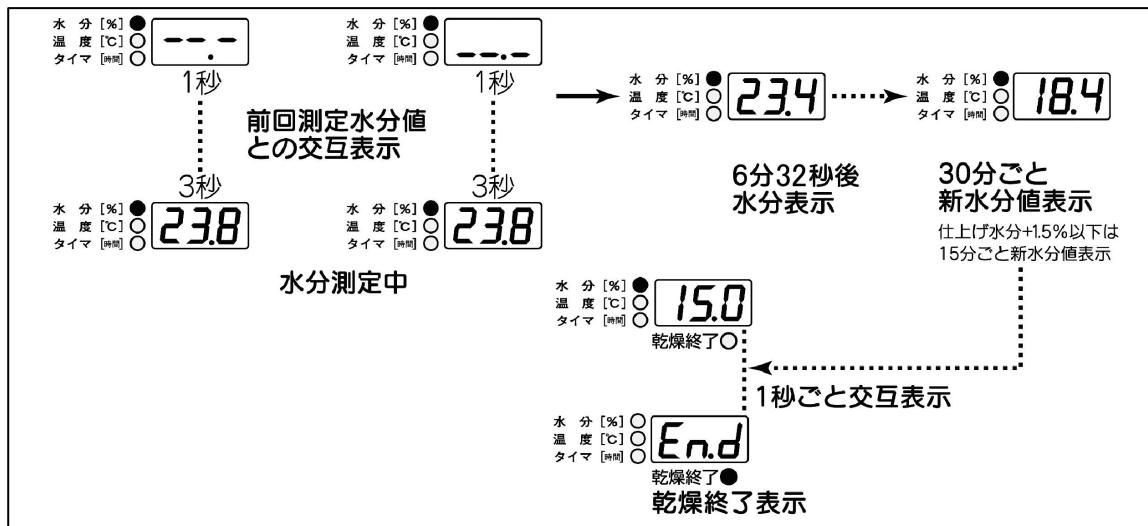 水 分 [%] ●
温 度 [℃] ○
タイマ [時間] ○
---.
1秒
水 分 [%] ●
温 度 [℃] ○
タイマ [時間] ○
--.-
1秒
前回測定水分値
との交互表示
3秒
水 分 [%] ●
温 度 [℃] ○
タイマ [時間] ○
23.8
3秒
水 分 [%] ●
温 度 [℃] ○
タイマ [時間] ○
23.8
水分測定中
水 分 [%] ●
温 度 [℃] ○
タイマ [時間] ○
23.4
6分32秒後
水分表示
水 分 [%] ●
温 度 [℃] ○
タイマ [時間] ○
18.4
30分ごと
新水分値表示
仕上げ水分+1.5%以下は
15分ごと新水分値表示
水 分 [%] ●
温 度 [℃] ○
タイマ [時間] ○
15.0
乾燥終了○
1秒ごと交互表示
水 分 [%] ○
温 度 [℃] ○
タイマ [時間] ○
En.d
乾燥終了●
乾燥終了表示